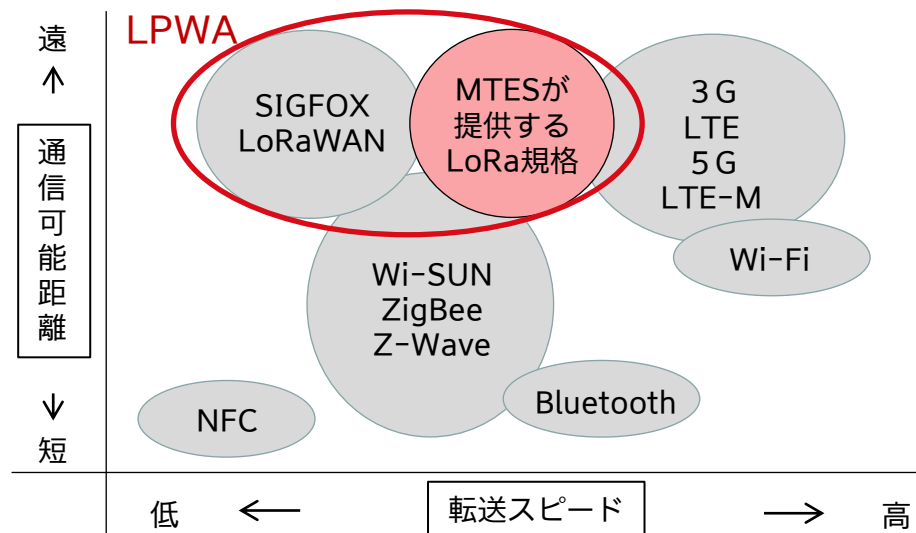 LPWA
遠
↑
通信可能距離
↓
短
SIGFOX
LoRaWAN
MTESが
提供する
LoRa規格
３G
LTE
５G
LTE-M
Wi-Fi
Wi-SUN
ZigBee
Z-Wave
Bluetooth
NFC
低
←
転送スピード
→
高